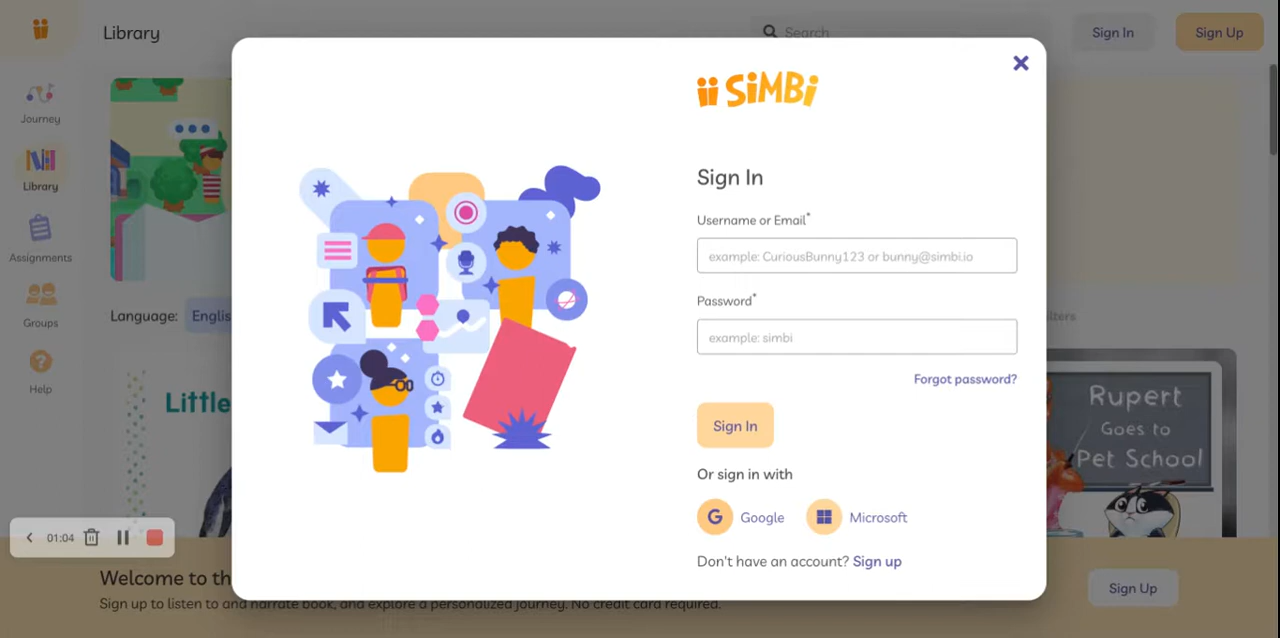 Library
Search
Sign In
Sign Up
Journey
Library
Assignments
Groups
Help
Language:
Little
SiMBi
Sign In
Username or Email*
example: CuriousBunny123 or bunny@simbi.io
Password*
example: simbi
Forgot password?
Sign In
Or sign in with
Google
Microsoft
Don't have an account? Sign up
Rupert
Goes to
Pet School
01:04
Welcome to
Sign up to listen to and narrate book, and explore a personalized journey. No credit card required.
Sign Up